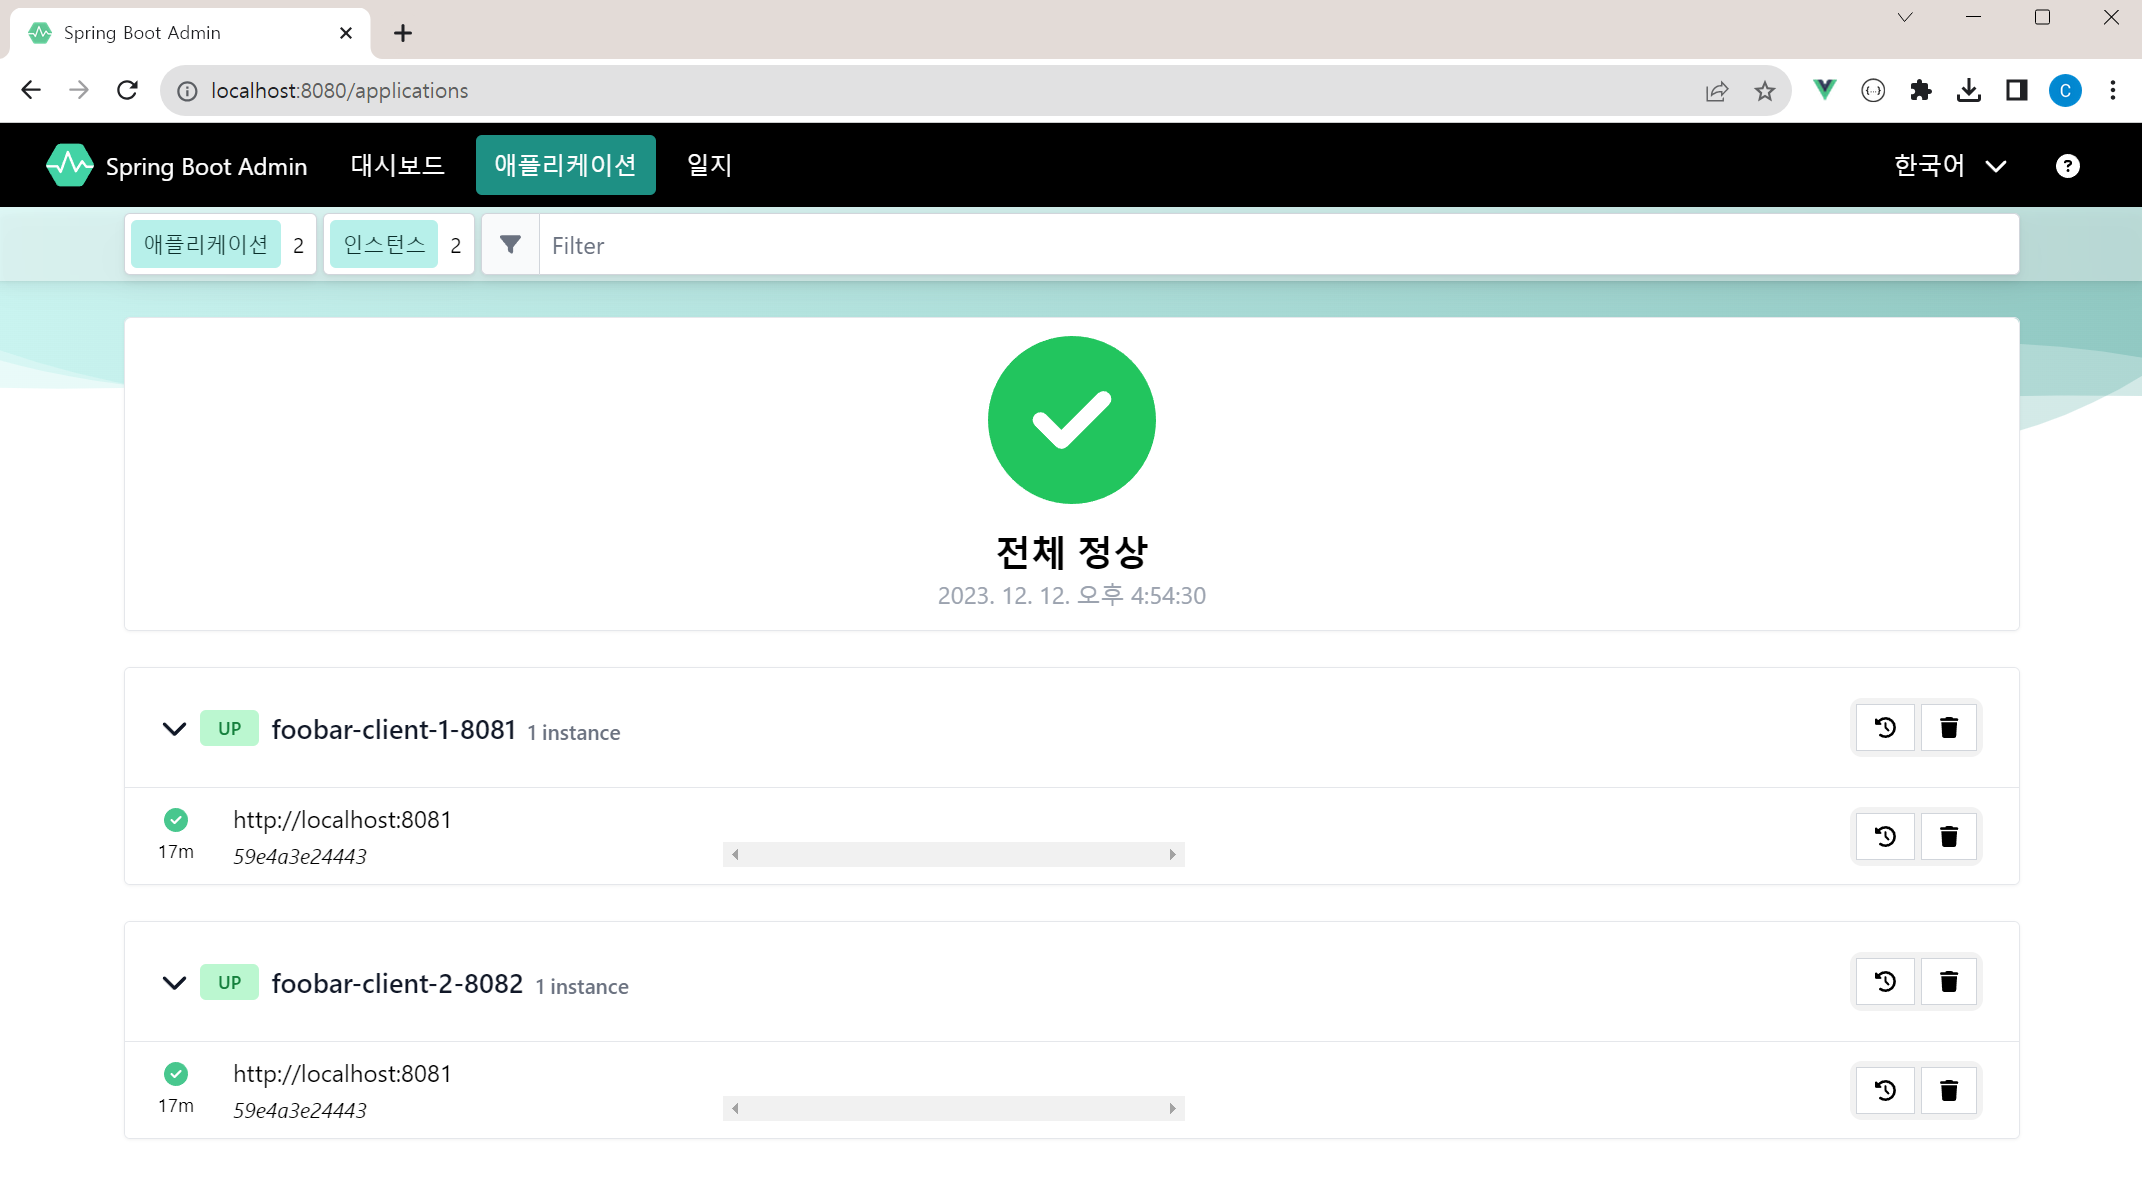 Spring Boot Admin
localhost:8080/applications
C
Spring Boot Admin 대시보드 애플리케이션 일지 한국어
애플리케이션 2 인스턴스 2 Filter
전체 정상
2023. 12. 12. 오후 4:54:30
UP foobar-client-1-8081 1 instance
http://localhost:8081
17m 59e4a3e24443
UP foobar-client-2-8082 1 instance
http://localhost:8081
17m 59e4a3e24443